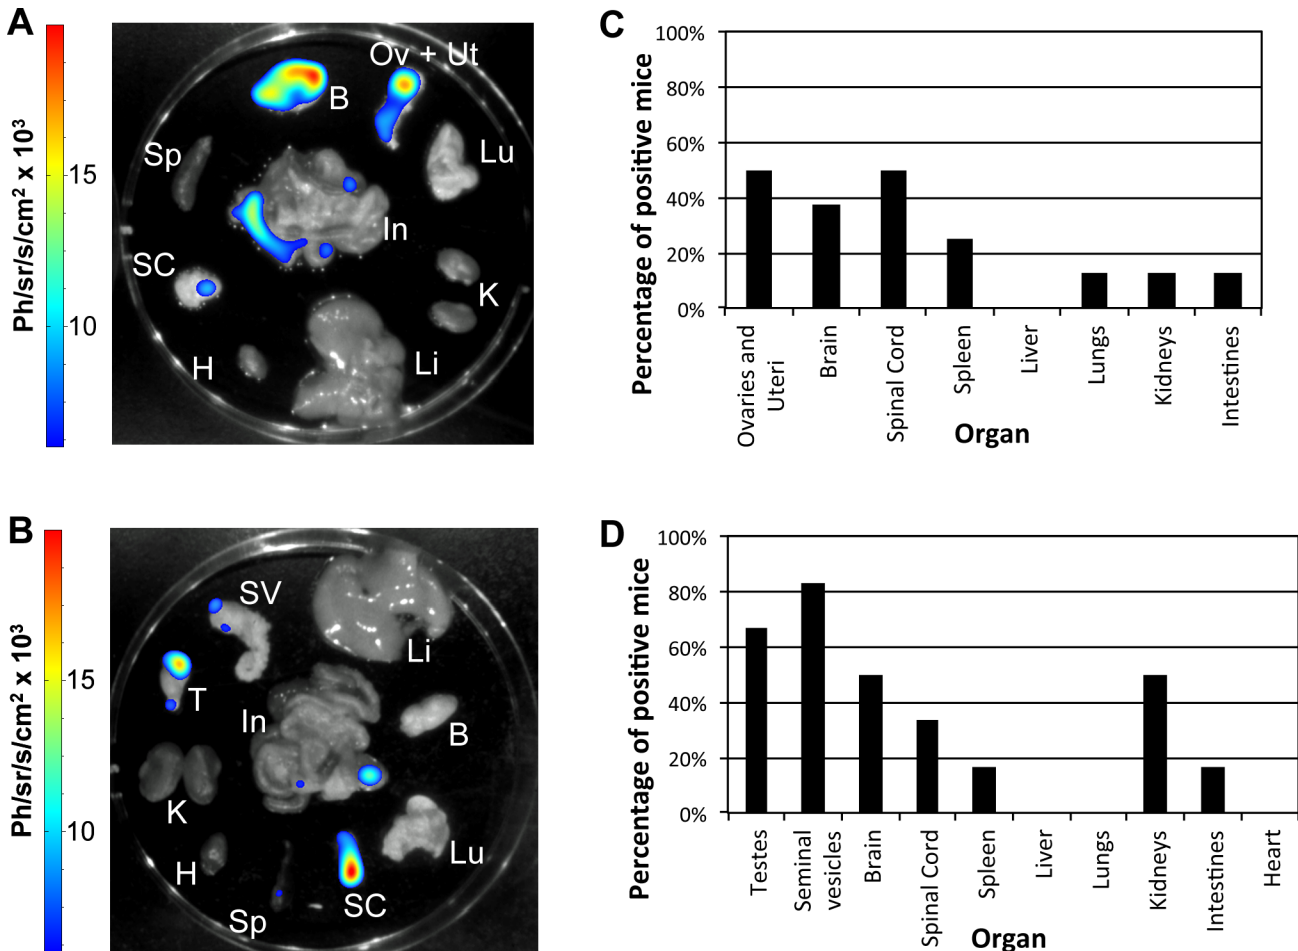 A
Ph/sr/s/cm² x 10³
15
10
B
Ov + Ut
Sp
Lu
In
SC
K
H
Li
C
Percentage of positive mice
100%
80%
60%
40%
20%
0%
Ovaries and
Uteri
Brain
Spinal Cord
Spleen
Liver
Lungs
Kidneys
Intestines
Organ
B
Ph/sr/s/cm² x 10³
15
10
SV
Li
T
In
B
K
H
Sp
SC
Lu
D
Percentage of positive mice
100%
80%
60%
40%
20%
0%
Testes
Seminal
vesicles
Brain
Spinal Cord
Spleen
Liver
Lungs
Kidneys
Intestines
Heart
Organ